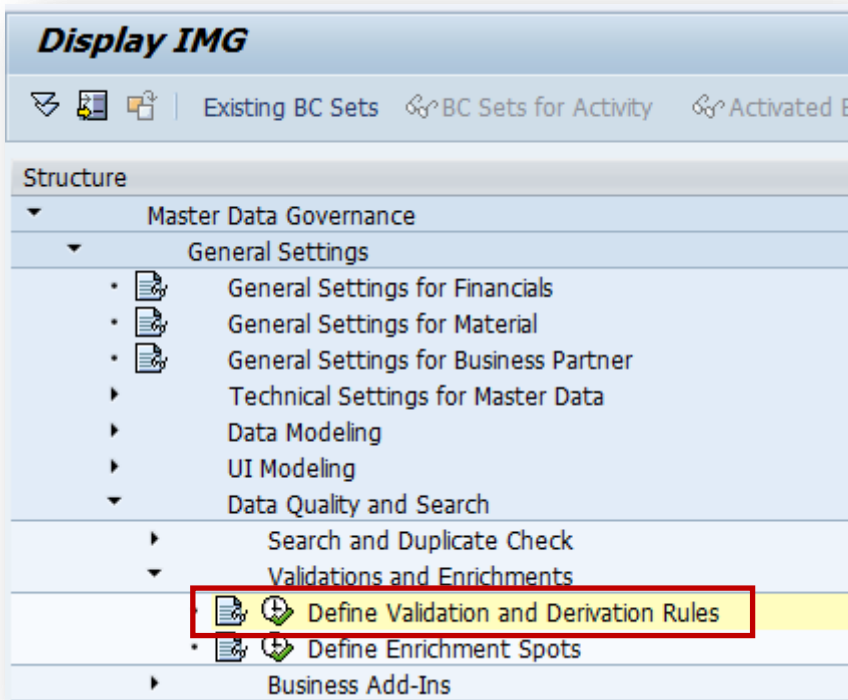 Display IMG
Existing BC Sets BC Sets for Activity Activated
Structure
Master Data Governance
General Settings
General Settings for Financials
General Settings for Material
General Settings for Business Partner
Technical Settings for Master Data
Data Modeling
UI Modeling
Data Quality and Search
Search and Duplicate Check
Validations and Enrichments
Define Validation and Derivation Rules
Define Enrichment Spots
Business Add-Ins